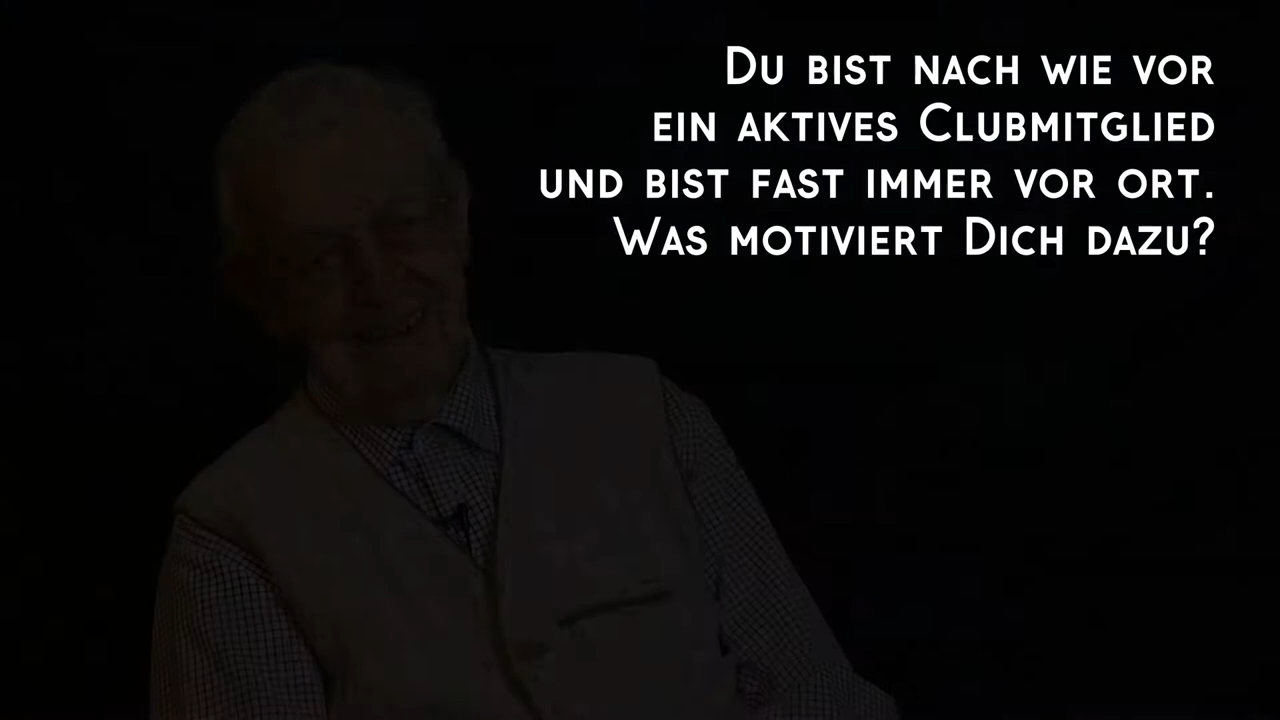 Du bist nach wie vor
ein aktives Clubmitglied
und bist fast immer vor Ort.
Was motiviert Dich dazu?